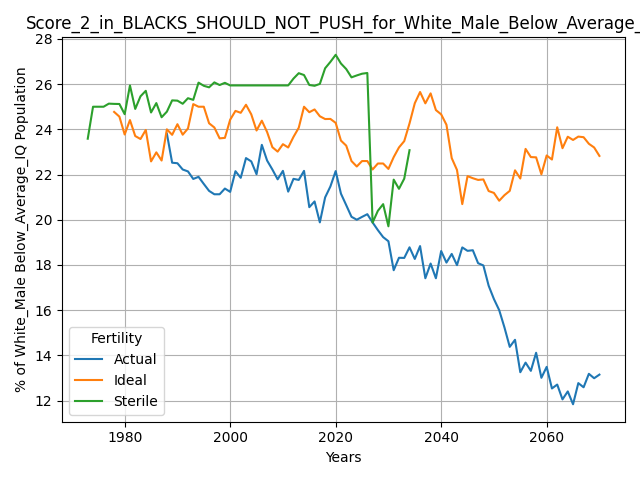 Score_2_in_BLACKS_SHOULD_NOT_PUSH_for_White_Male_Below_Average_
28
26
24
22
20
18
16
14
12
% of White_Male Below_Average_IQ Population
Fertility
Actual
Ideal
Sterile
1980 2000 2020 2040 2060
Years